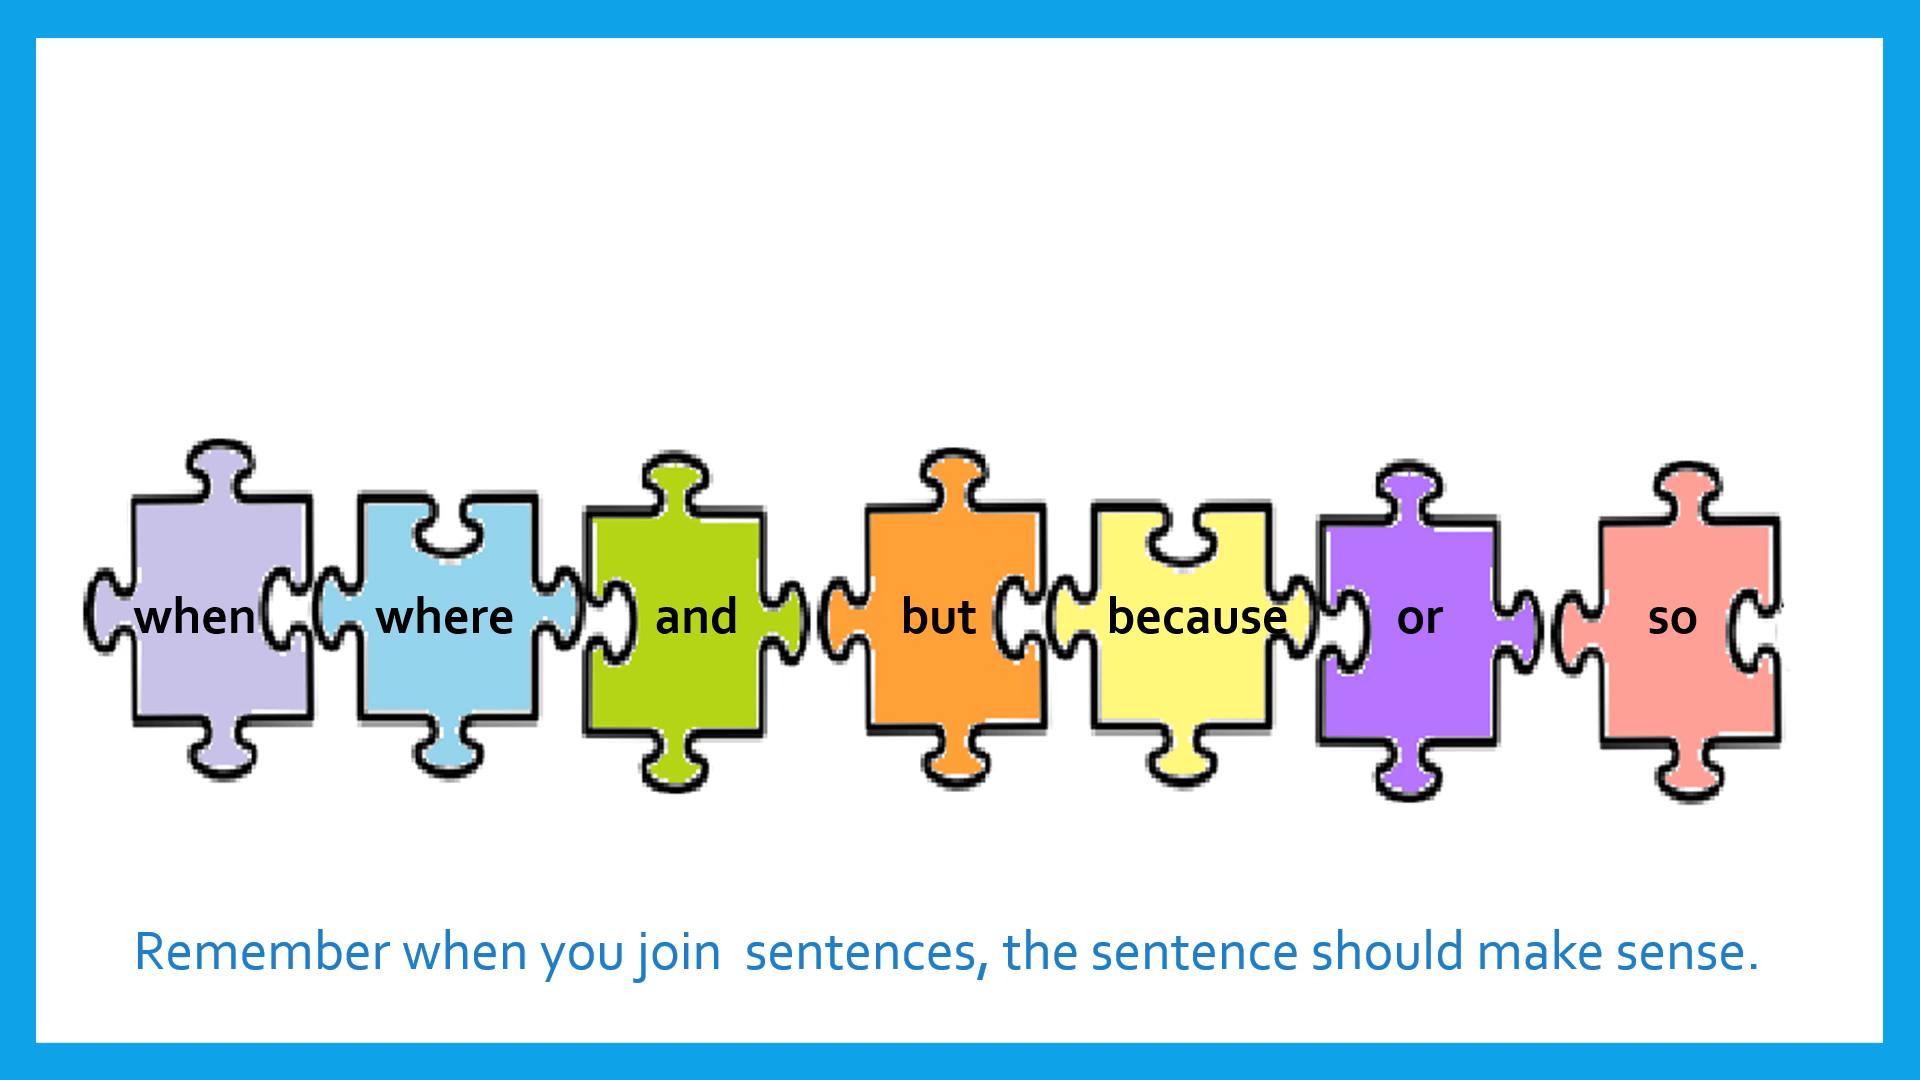 when where and but because or so
Remember when you join  sentences, the sentence should make sense.